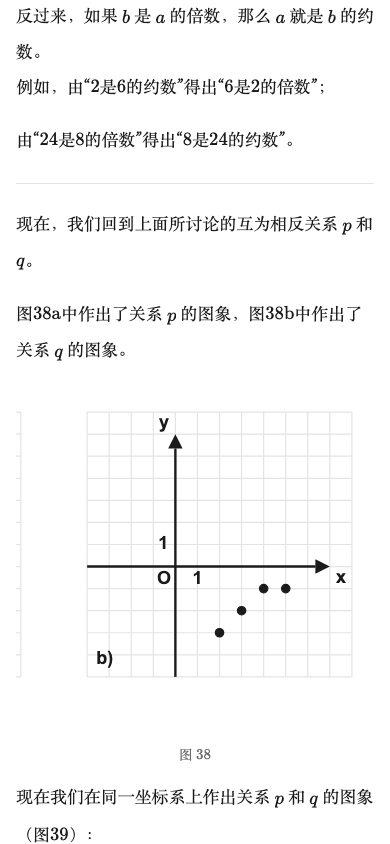 反过来，如果 b 是 a 的倍数，那么 a 就是 b 的约
数。
例如，由“2是6的约数”得出“6是2的倍数”；
由“24是8的倍数”得出“8是24的约数”。
现在，我们回到上面所讨论的互为相反关系 p 和
q。
图38a中作出了关系 p 的图象，图38b中作出了
关系 q 的图象。
y
1
O 1 x
b)
图 38
现在我们在同一坐标系上作出关系 p 和 q 的图象
（图39）：